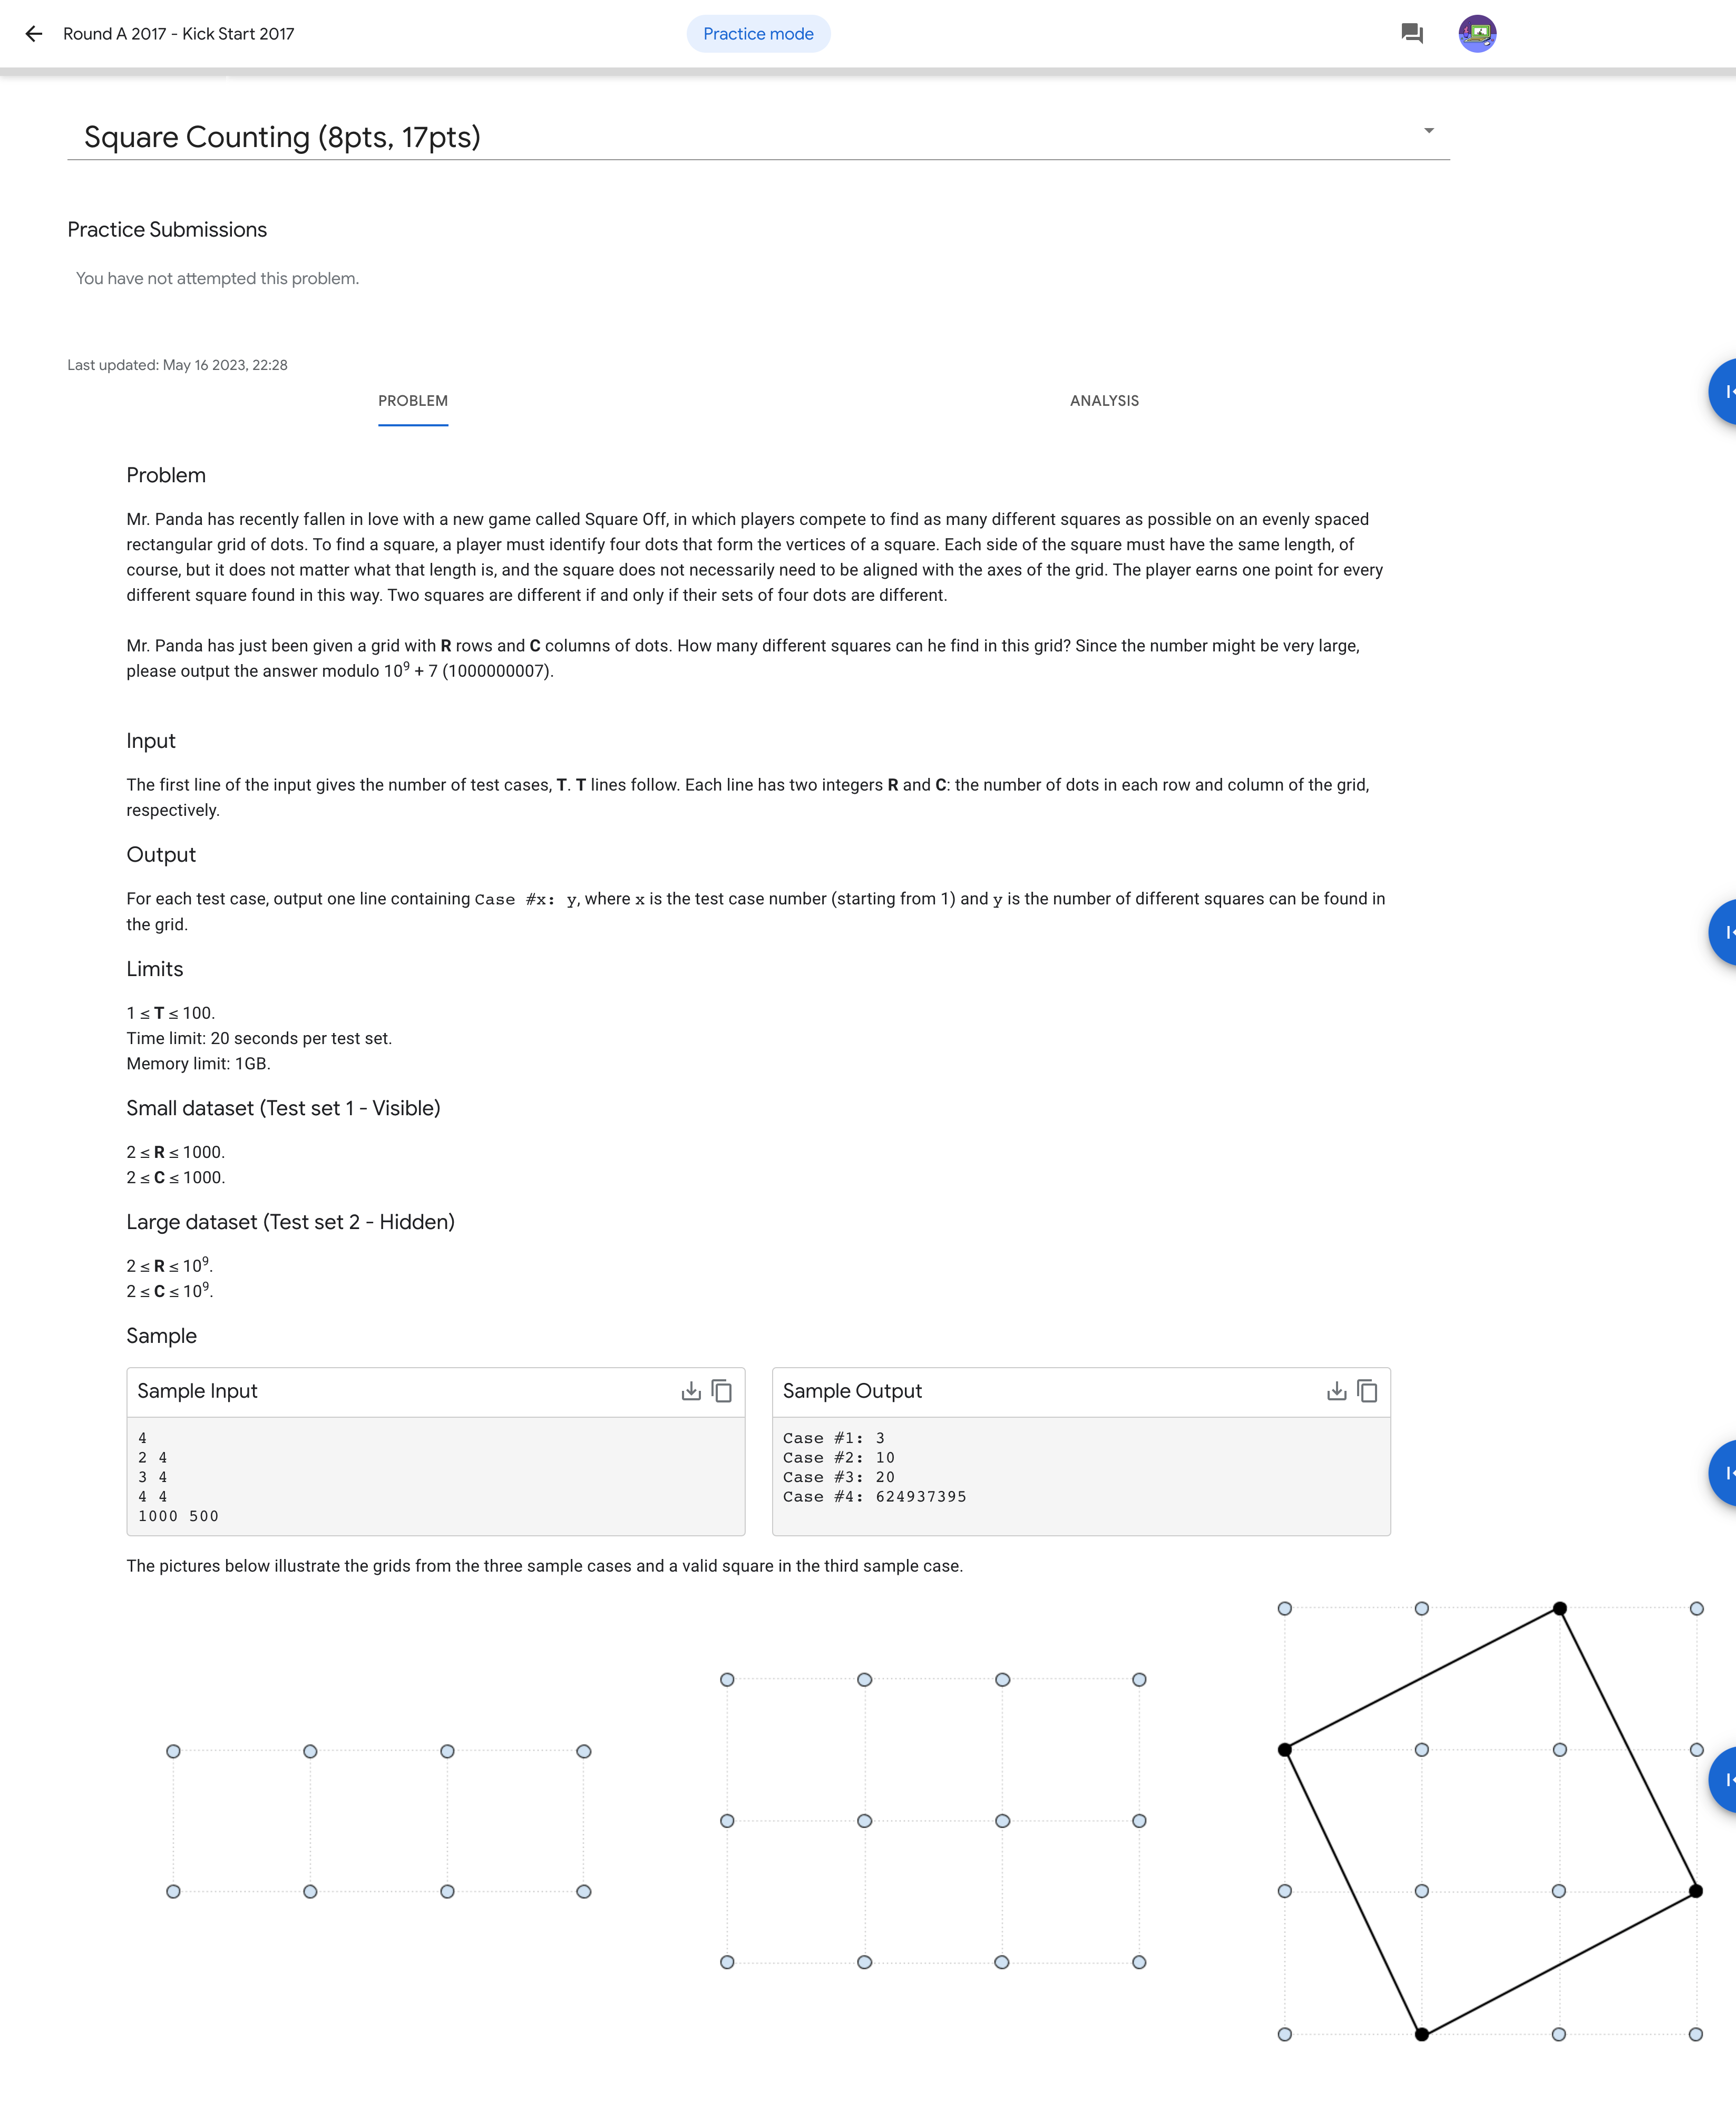 Round A 2017 - Kick Start 2017
Practice mode
Square Counting (8pts, 17pts)
Practice Submissions
You have not attempted this problem.
Last updated: May 16 2023, 22:28
PROBLEM
ANALYSIS
Problem
Mr. Panda has recently fallen in love with a new game called Square Off, in which players compete to find as many different squares as possible on an evenly spaced
rectangular grid of dots. To find a square, a player must identify four dots that form the vertices of a square. Each side of the square must have the same length, of
course, but it does not matter what that length is, and the square does not necessarily need to be aligned with the axes of the grid. The player earns one point for every
different square found in this way. Two squares are different if and only if their sets of four dots are different.
Mr. Panda has just been given a grid with R rows and C columns of dots. How many different squares can he find in this grid? Since the number might be very large,
please output the answer modulo 10⁹ + 7 (1000000007).
Input
The first line of the input gives the number of test cases, T. T lines follow. Each line has two integers R and C: the number of dots in each row and column of the grid,
respectively.
Output
For each test case, output one line containing Case #x: y, where x is the test case number (starting from 1) and y is the number of different squares can be found in
the grid.
Limits
1 ≤ T ≤ 100.
Time limit: 20 seconds per test set.
Memory limit: 1GB.
Small dataset (Test set 1 - Visible)
2 ≤ R ≤ 1000.
2 ≤ C ≤ 1000.
Large dataset (Test set 2 - Hidden)
2 ≤ R ≤ 10⁹.
2 ≤ C ≤ 10⁹.
Sample
Sample Input
4
2 4
3 4
4 4
1000 500
Sample Output
Case #1: 3
Case #2: 10
Case #3: 20
Case #4: 624937395
The pictures below illustrate the grids from the three sample cases and a valid square in the third sample case.